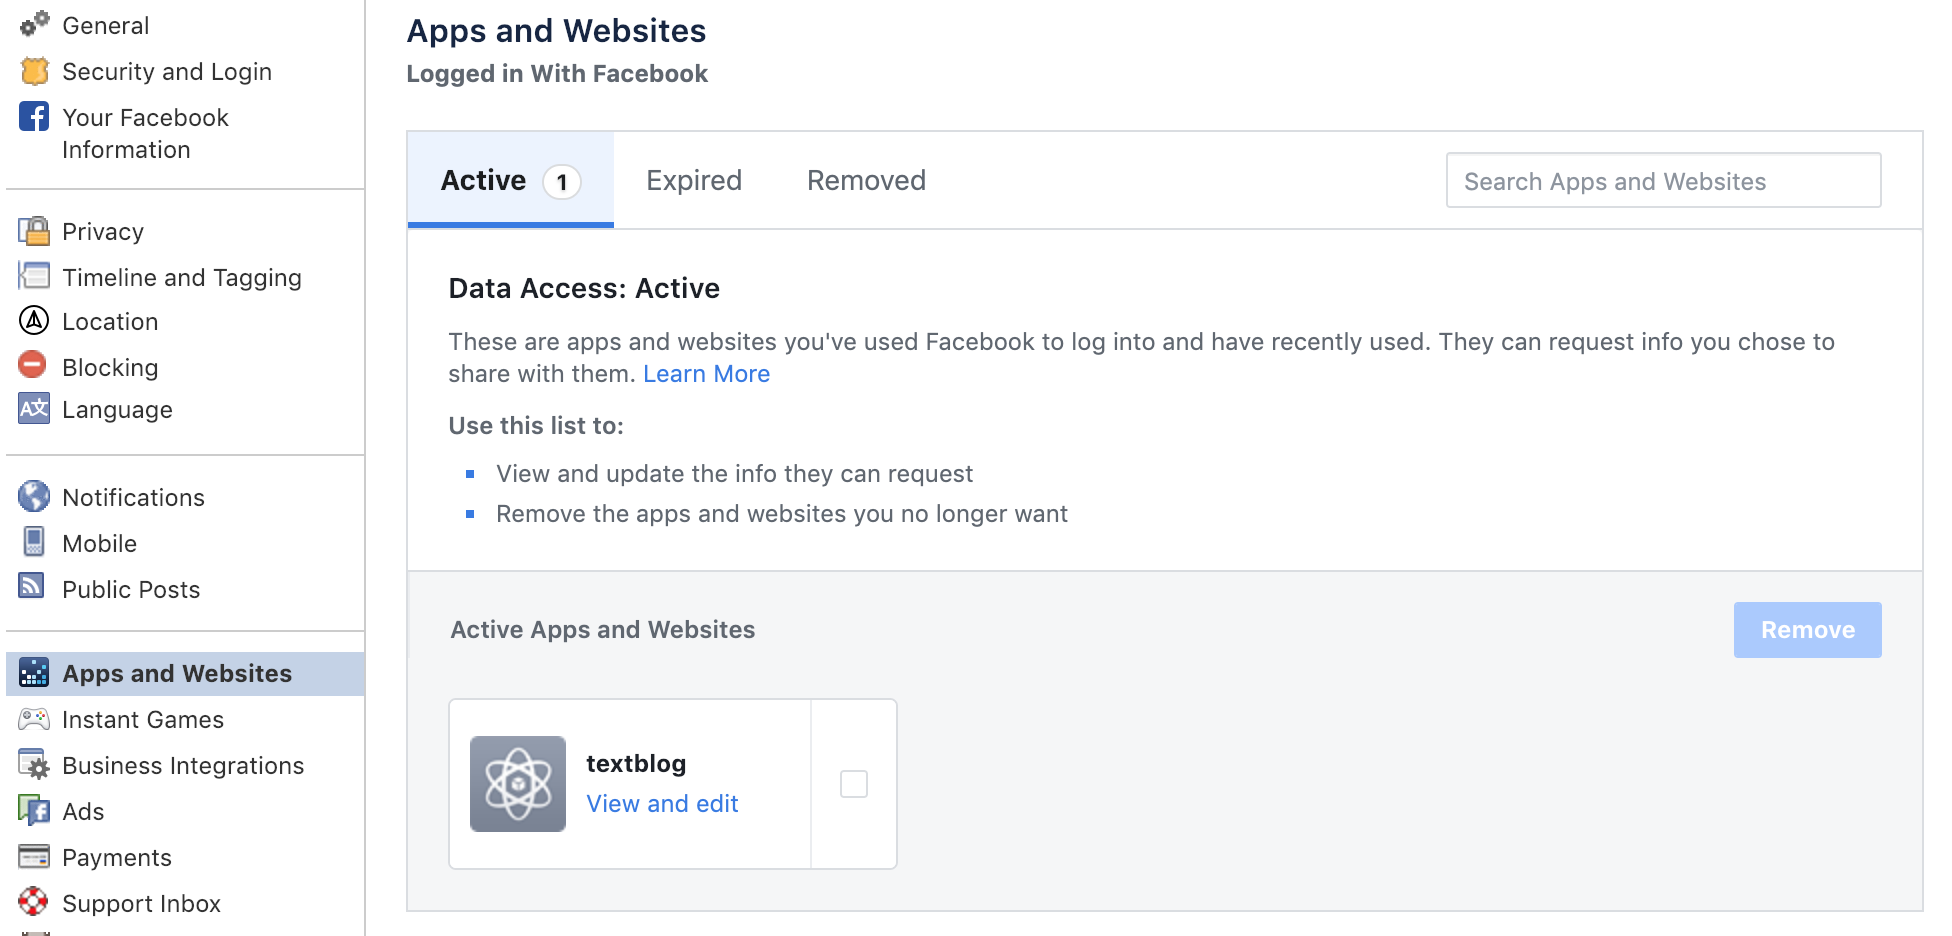 General
Security and Login
Your Facebook
Information
Privacy
Timeline and Tagging
Location
Blocking
Language
Notifications
Mobile
Public Posts
Apps and Websites
Instant Games
Business Integrations
Ads
Payments
Support Inbox
Apps and Websites
Logged in With Facebook
Active 1 Expired Removed Search Apps and Websites
Data Access: Active
These are apps and websites you've used Facebook to log into and have recently used. They can request info you chose to
share with them. Learn More
Use this list to:
View and update the info they can request
Remove the apps and websites you no longer want
Active Apps and Websites Remove
textblog
View and edit